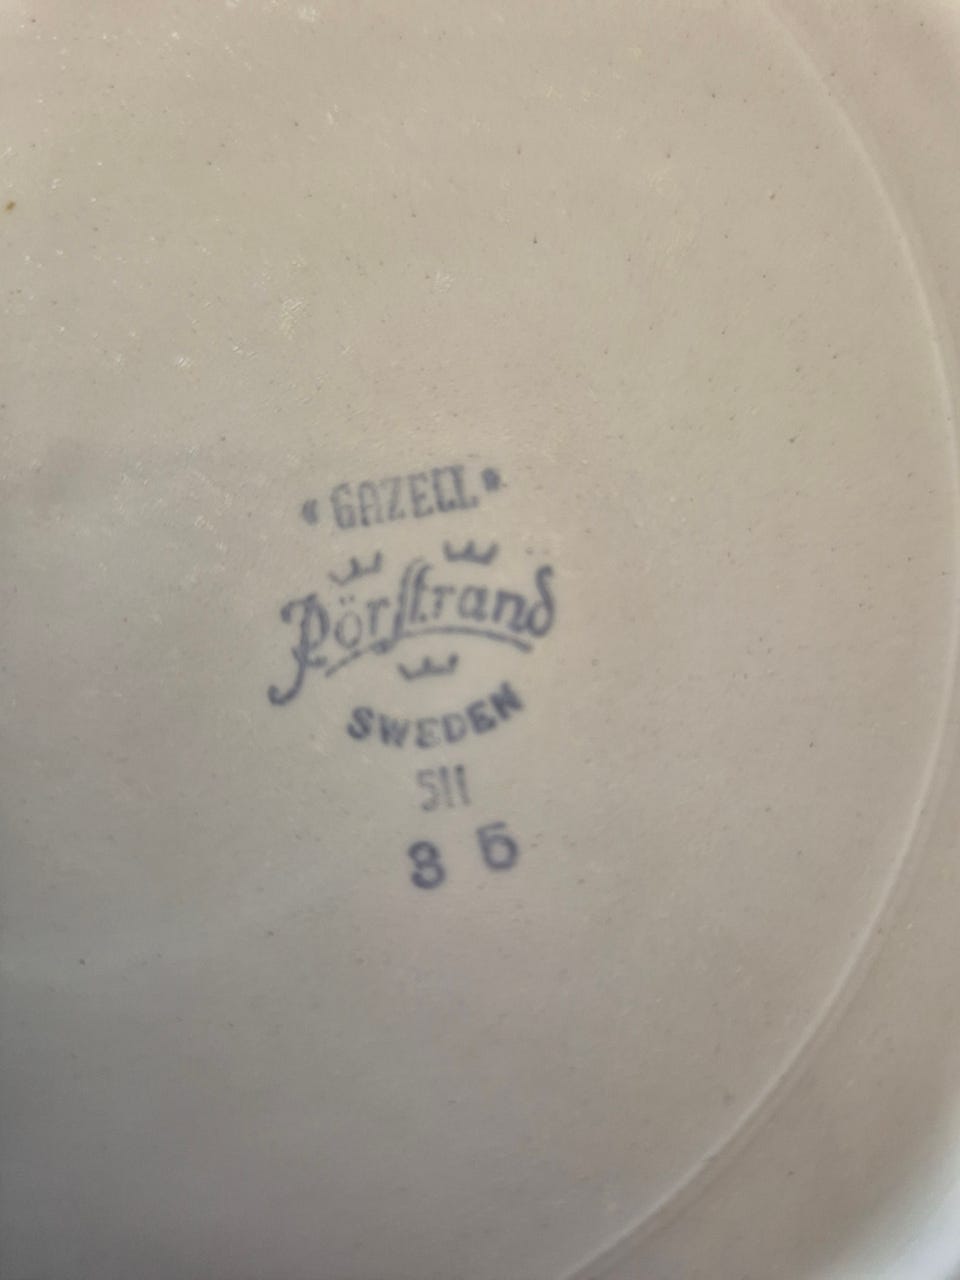 "GAZELL"
Rörstrand
SWEDEN
511
3 5